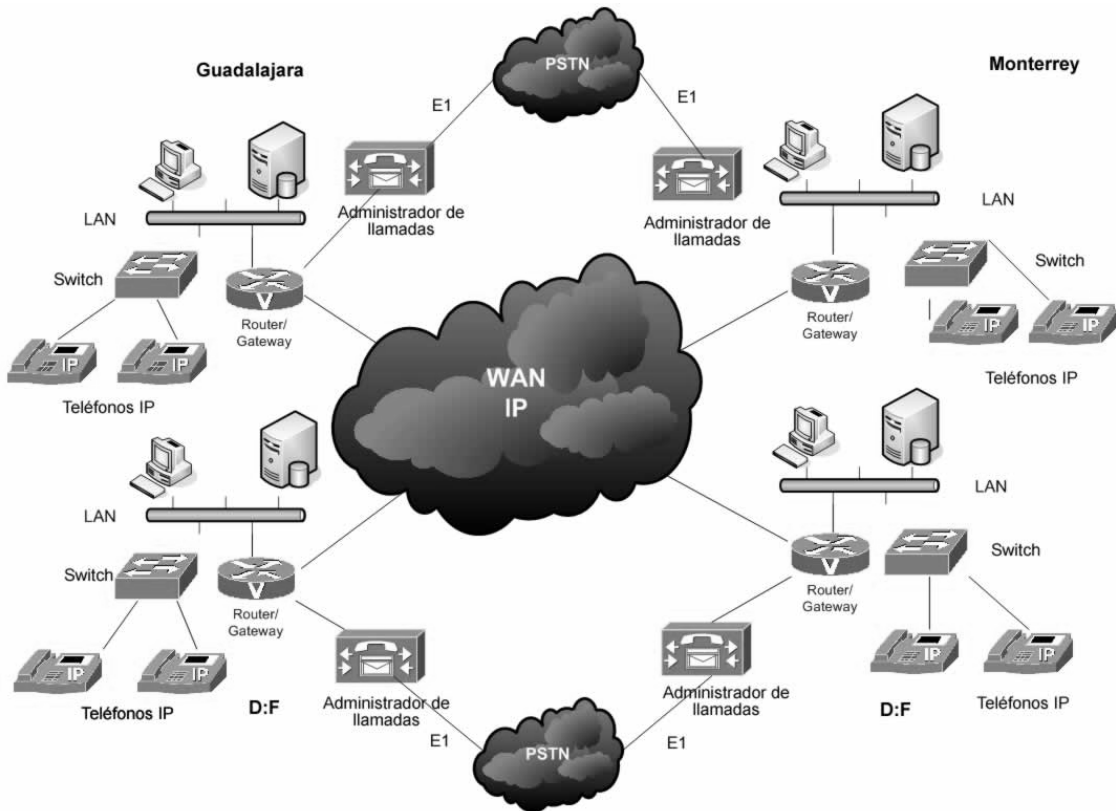 PSTN
Guadalajara
Monterrey
E1
E1
Administrador de
llamadas
Administrador de
llamadas
LAN
LAN
Switch
Switch
Router/
Gateway
Router/
Gateway
IP
IP
IP
IP
Teléfonos IP
Teléfonos IP
WAN
IP
LAN
LAN
Switch
Switch
Router/
Gateway
Router/
Gateway
IP
IP
IP
IP
Teléfonos IP
D:F
Administrador de
llamadas
Administrador de
llamadas
D:F
Teléfonos IP
E1
PSTN
E1